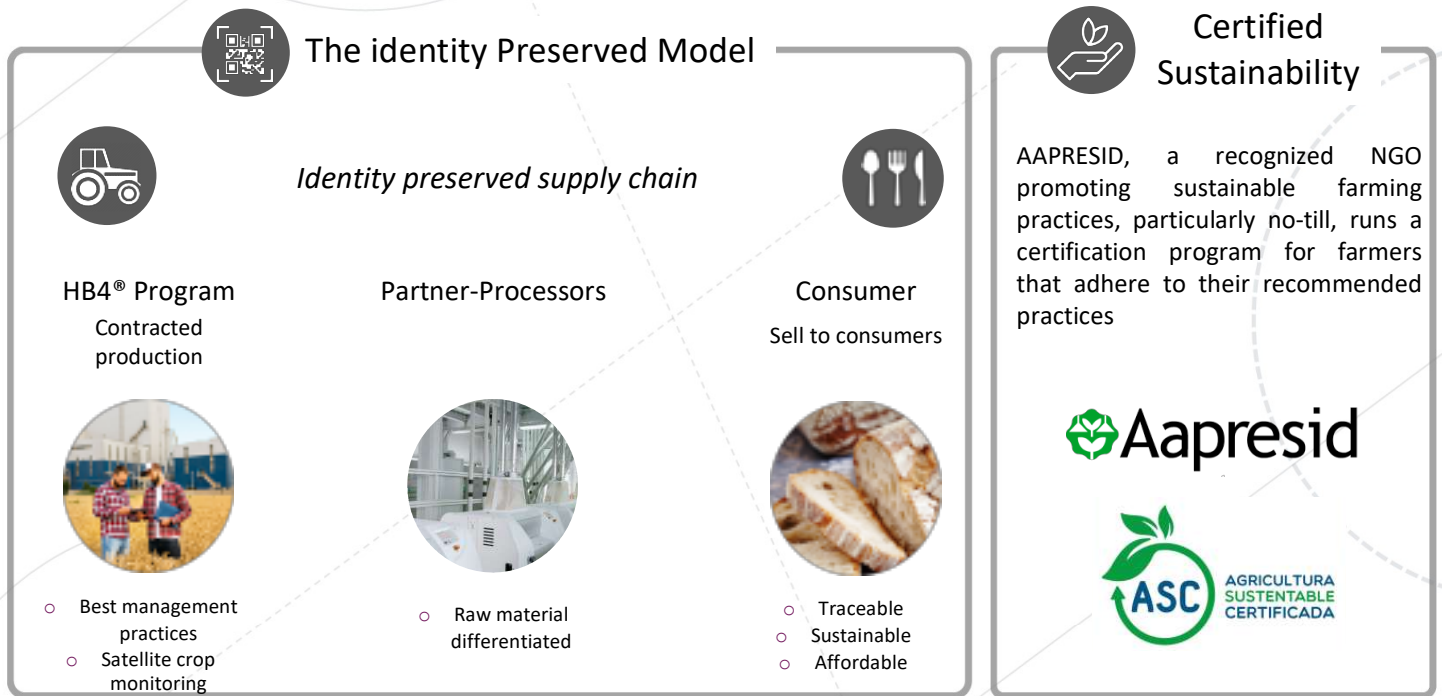 The identity Preserved Model
Identity preserved supply chain
HB4® Program
Contracted
production
Best management
practices
Satellite crop
monitoring
Partner-Processors
Raw material
differentiated
Consumer
Sell to consumers
Traceable
Sustainable
Affordable
Certified
Sustainability
AAPRESID, a recognized NGO
promoting sustainable farming
practices, particularly no-till, runs a
certification program for farmers
that adhere to their recommended
practices
Aapresid
ASC
AGRICULTURA
SUSTENTABLE
CERTIFICADA